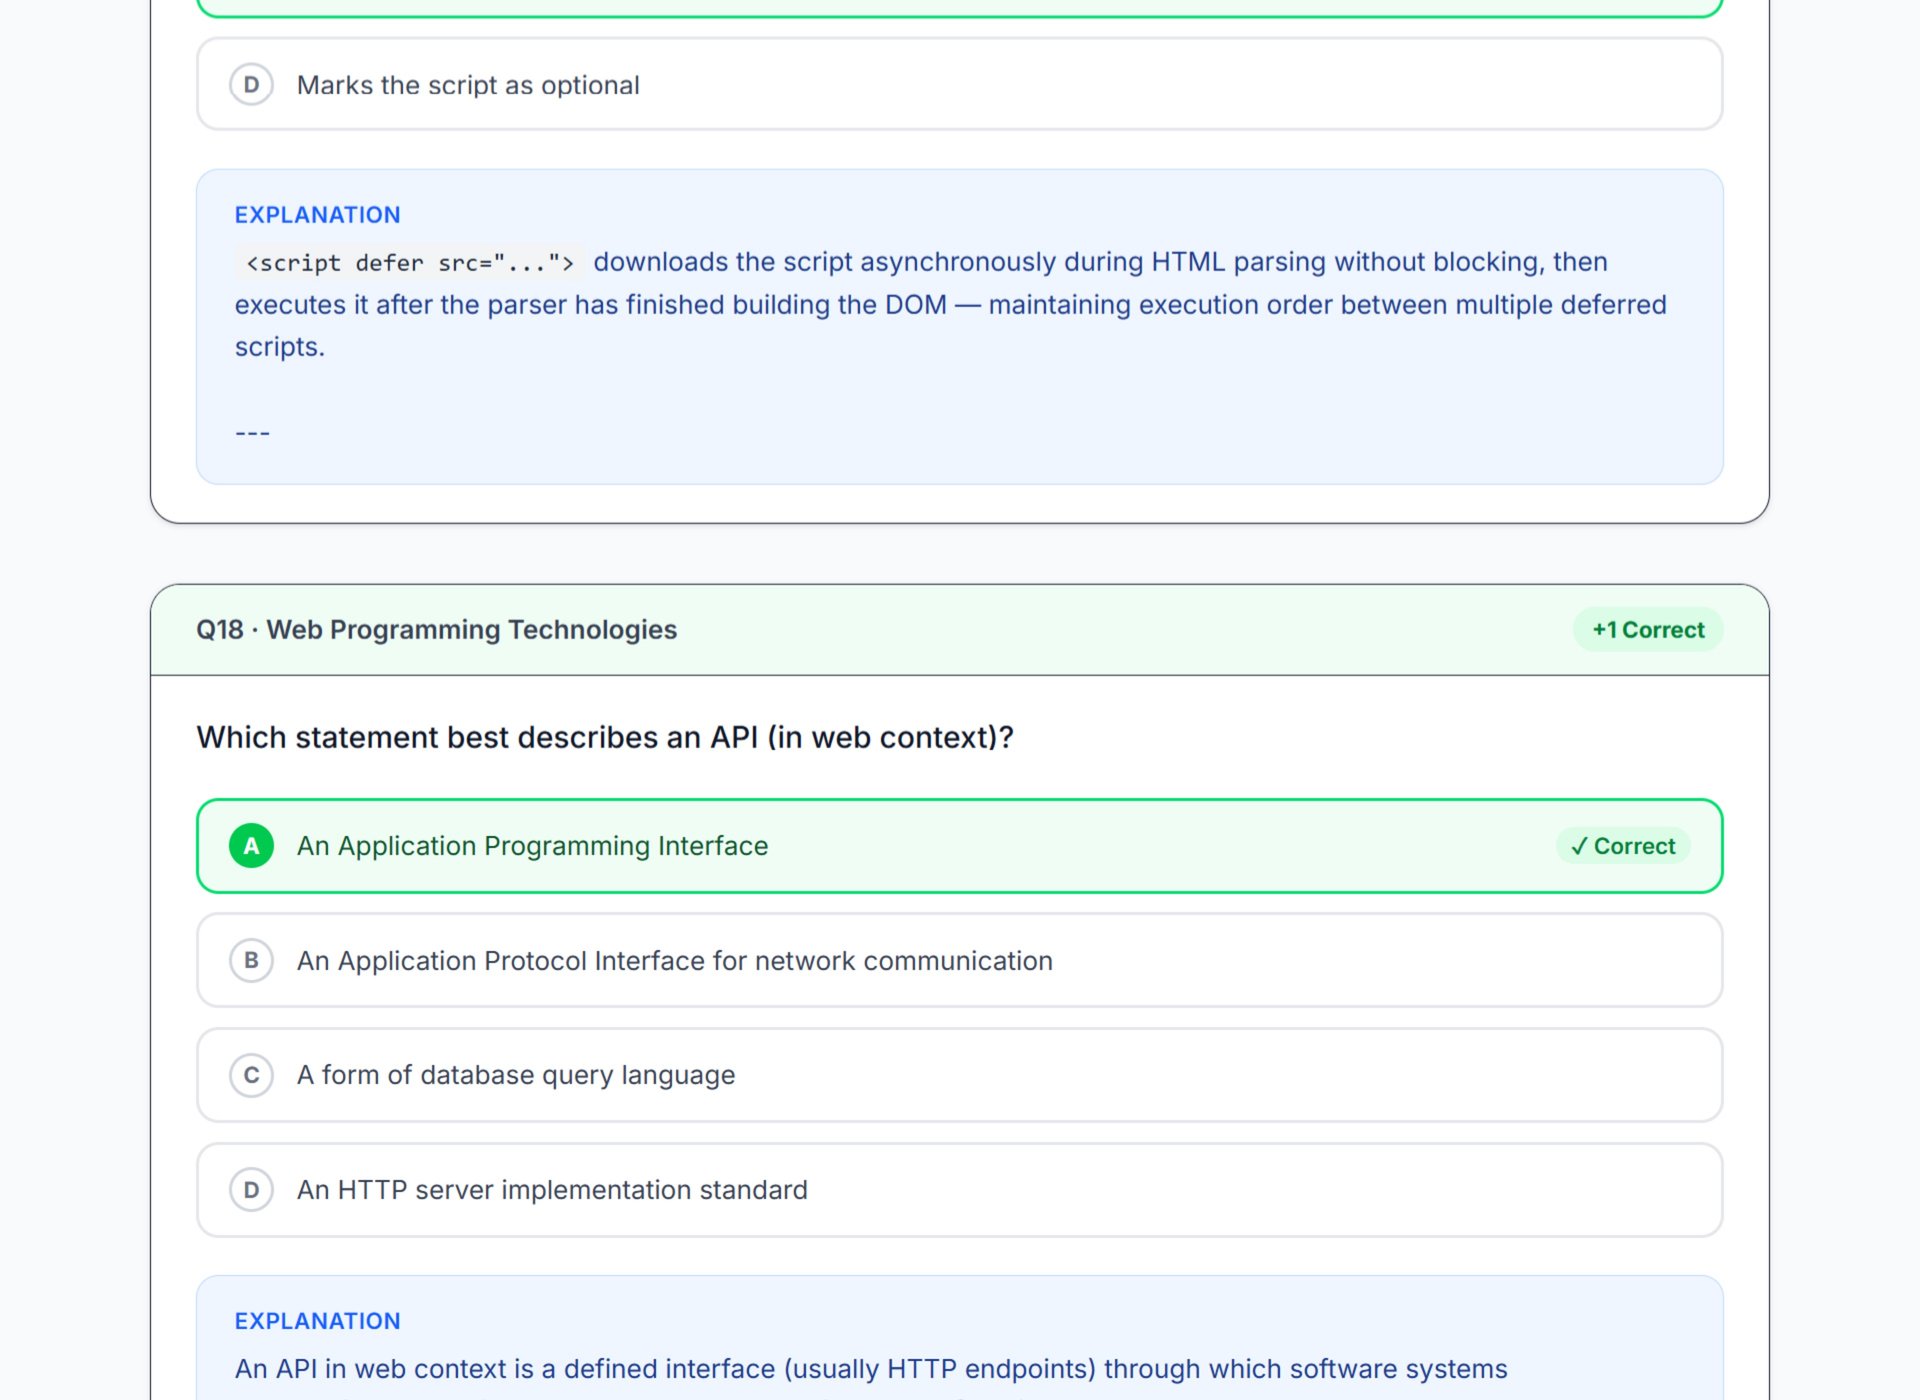 D Marks the script as optional
EXPLANATION
<script defer src="..."> downloads the script asynchronously during HTML parsing without blocking, then
executes it after the parser has finished building the DOM — maintaining execution order between multiple deferred
scripts.
---
Q18 · Web Programming Technologies +1 Correct
Which statement best describes an API (in web context)?
A An Application Programming Interface ✓ Correct
B An Application Protocol Interface for network communication
C A form of database query language
D An HTTP server implementation standard
EXPLANATION
An API in web context is a defined interface (usually HTTP endpoints) through which software systems